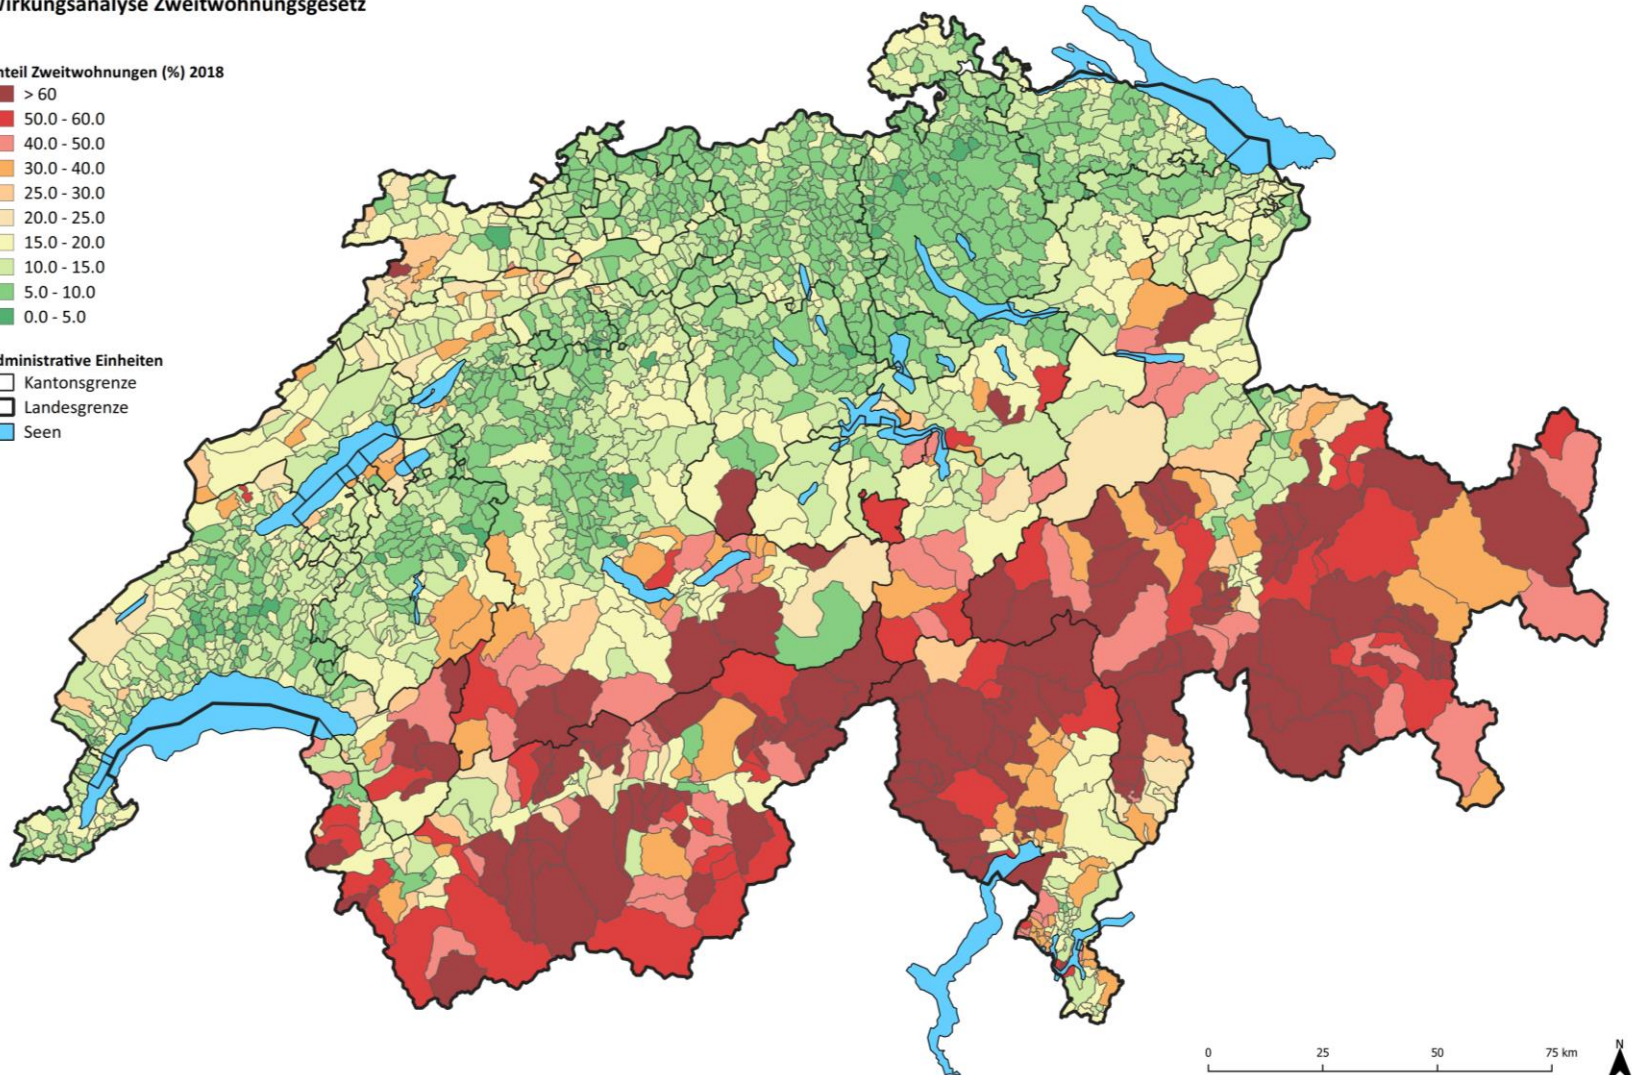 Wirkungsanalyse Zweitwohnungsgesetz
nteil Zweitwohnungen (%) 2018
> 60
50.0 - 60.0
40.0 - 50.0
30.0 - 40.0
25.0 - 30.0
20.0 - 25.0
15.0 - 20.0
10.0 - 15.0
5.0 - 10.0
0.0 - 5.0
dministrative Einheiten
Kantonsgrenze
Landesgrenze
Seen
0 25 50 75 km
N